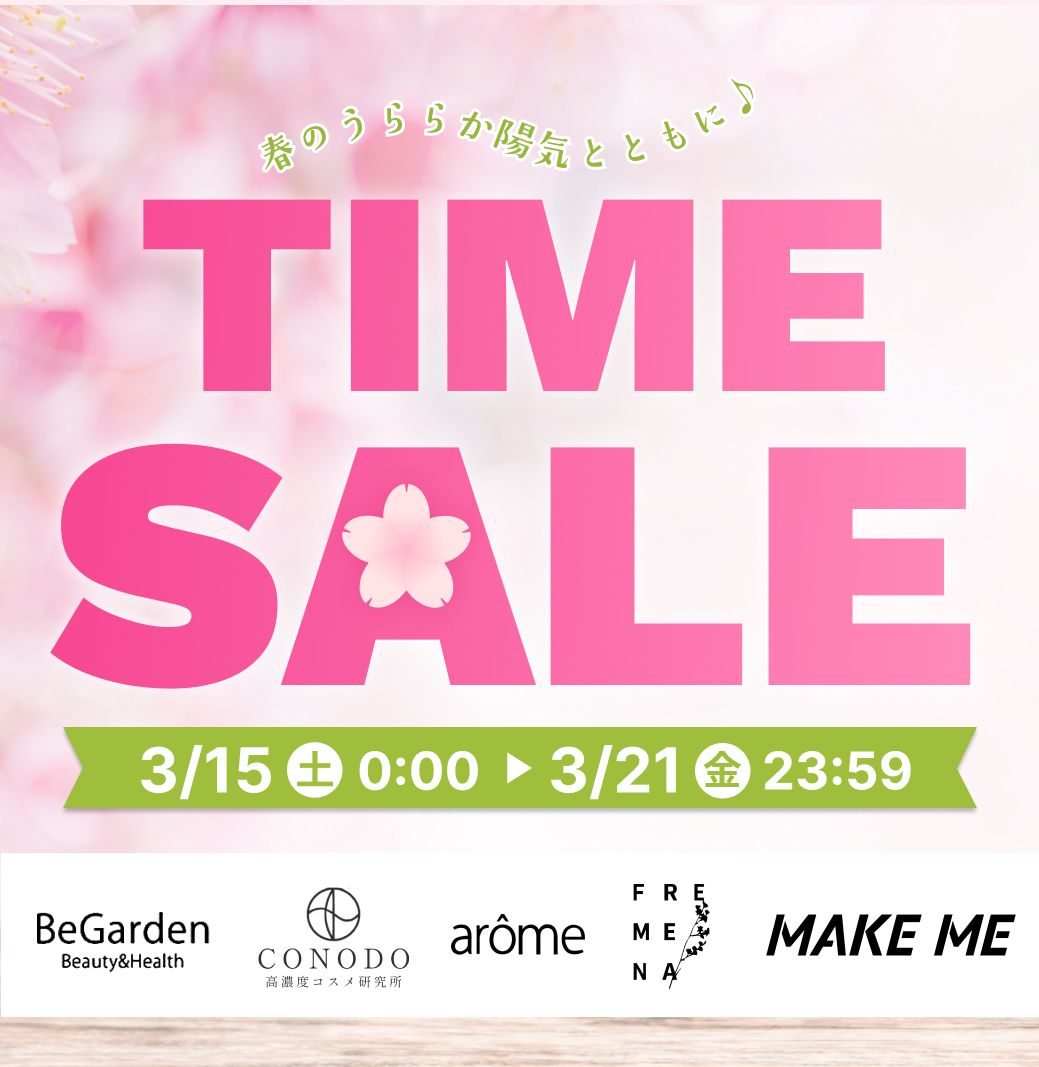 春のうららか陽気とともに♪
TIME
SALE
3/15 土 0:00 ▶ 3/21 金 23:59
BeGarden
Beauty&Health
CONODO
高濃度コスメ研究所
arôme
FRE
ME
NA
MAKE ME